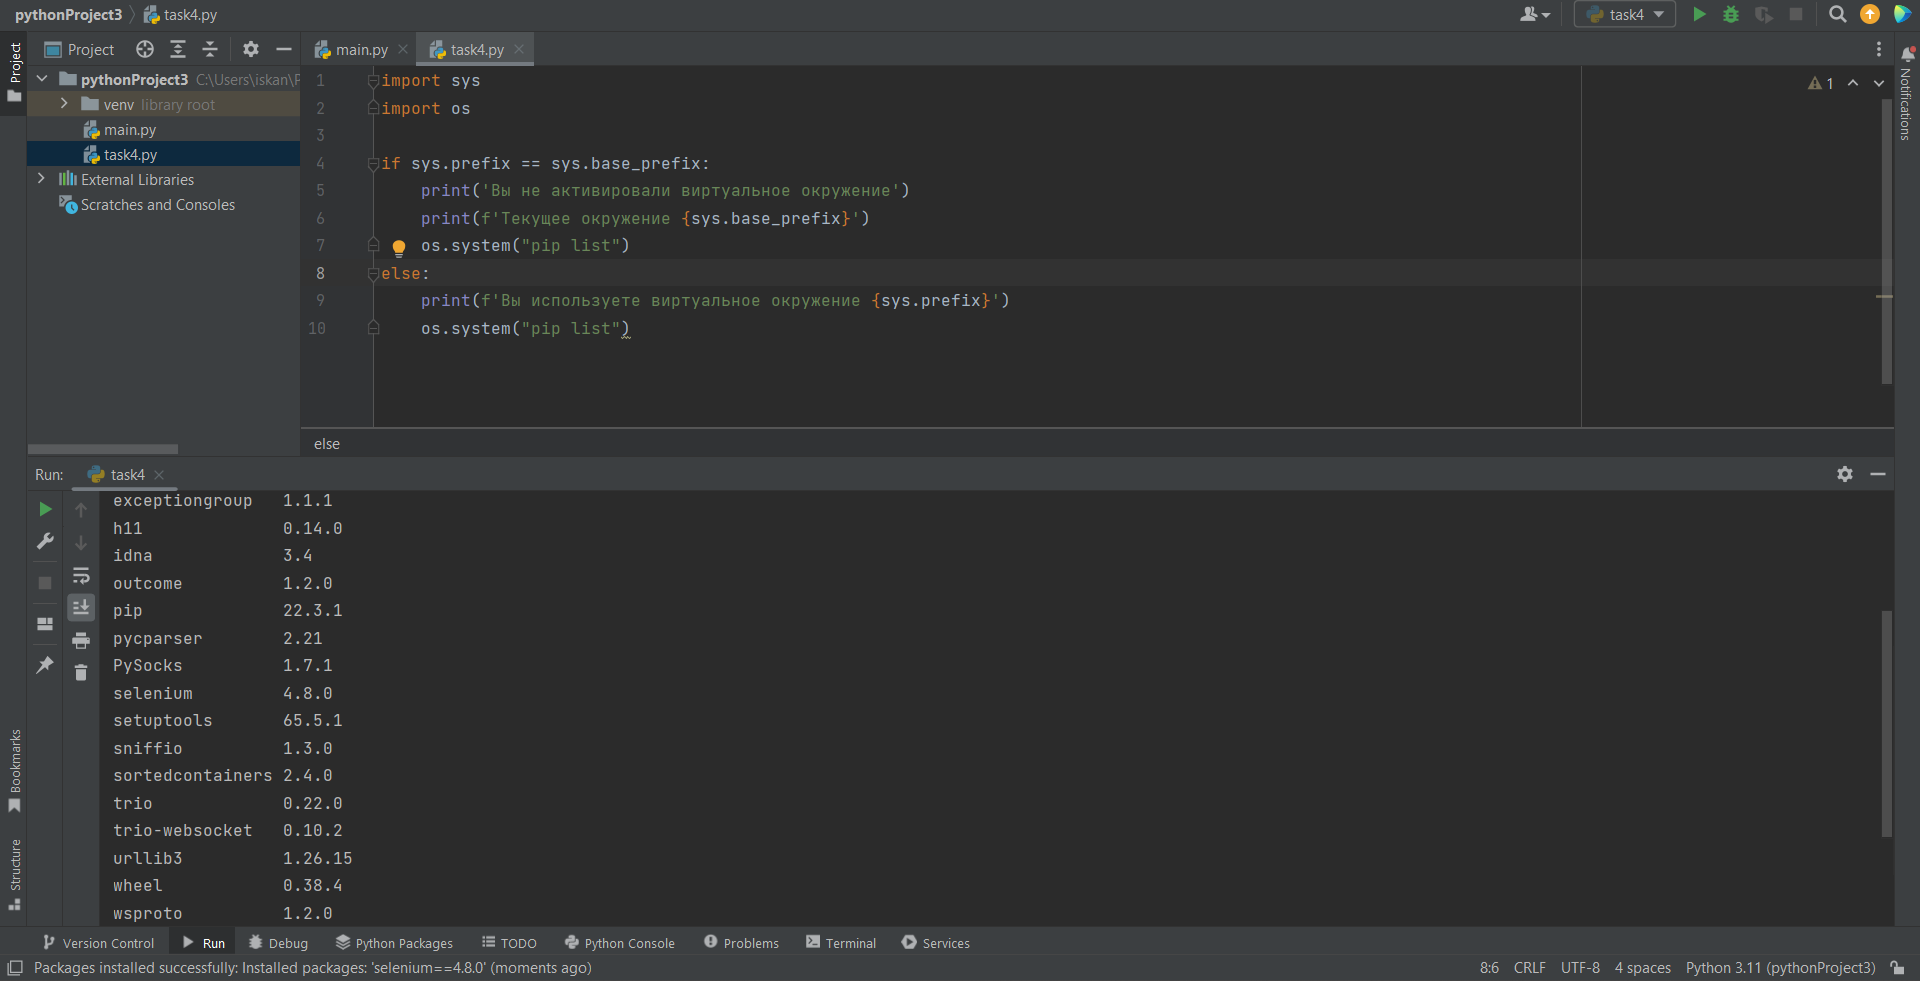 pythonProject3
task4.py
task4
Project
Project
main.py
task4.py
pythonProject3 C:\Users\iskan\P
venv library root
main.py
task4.py
External Libraries
Scratches and Consoles
1 import sys
2 import os
3
4 if sys.prefix == sys.base_prefix:
5 print('Вы не активировали виртуальное окружение')
6 print(f'Текущее окружение {sys.base_prefix}')
7 os.system("pip list")
8 else:
9 print(f'Вы используете виртуальное окружение {sys.prefix}')
10 os.system("pip list")
1
Notifications
else
Run: task4
exceptiongroup 1.1.1
h11 0.14.0
idna 3.4
outcome 1.2.0
pip 22.3.1
pycparser 2.21
PySocks 1.7.1
selenium 4.8.0
setuptools 65.5.1
sniffio 1.3.0
sortedcontainers 2.4.0
trio 0.22.0
trio-websocket 0.10.2
urllib3 1.26.15
wheel 0.38.4
wsproto 1.2.0
Bookmarks
Structure
Version Control Run Debug Python Packages TODO Python Console Problems Terminal Services
Packages installed successfully: Installed packages: 'selenium==4.8.0' (moments ago)
8:6 CRLF UTF-8 4 spaces Python 3.11 (pythonProject3)